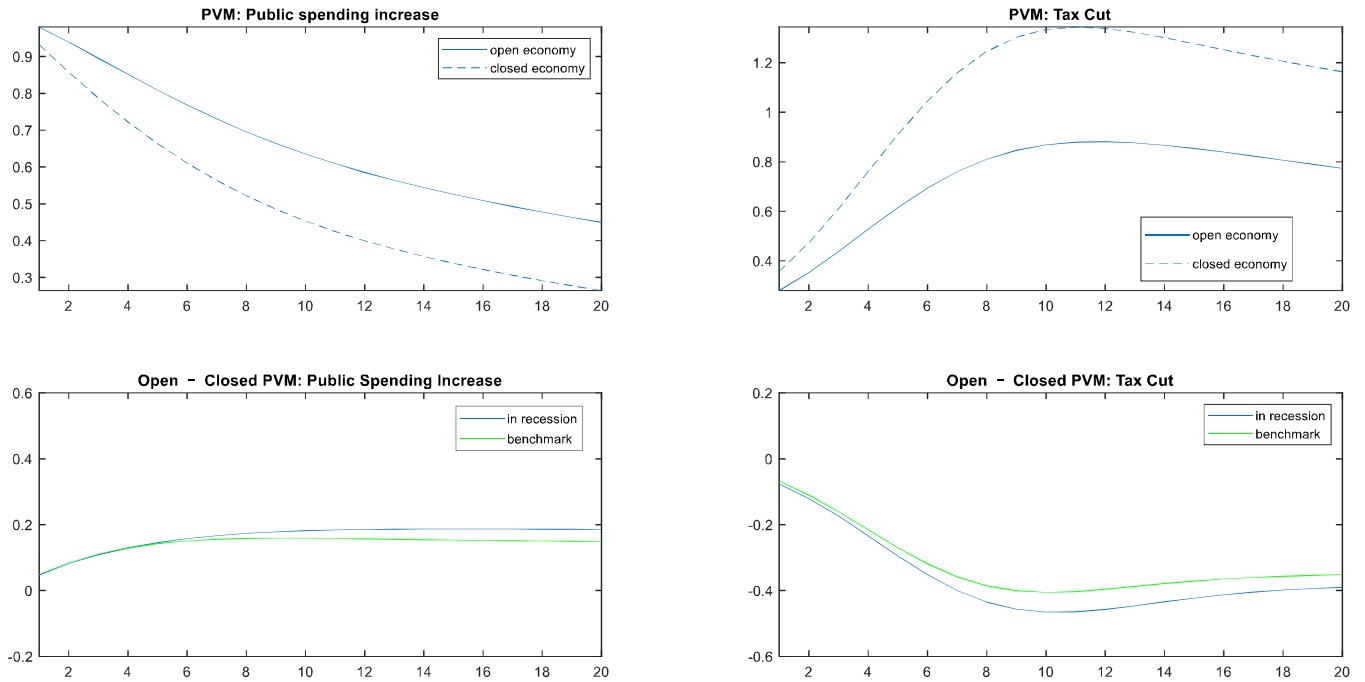 PVM: Public spending increase
0.9
0.8
0.7
0.6
0.5
0.4
0.3
2 4 6 8 10 12 14 16 18 20
open economy
closed economy
PVM: Tax Cut
1.2
1
0.8
0.6
0.4
2 4 6 8 10 12 14 16 18 20
open economy
closed economy
Open − Closed PVM: Public Spending Increase
0.6
0.4
0.2
0
-0.2
2 4 6 8 10 12 14 16 18 20
in recession
benchmark
Open − Closed PVM: Tax Cut
0.2
0
-0.2
-0.4
-0.6
2 4 6 8 10 12 14 16 18 20
in recession
benchmark